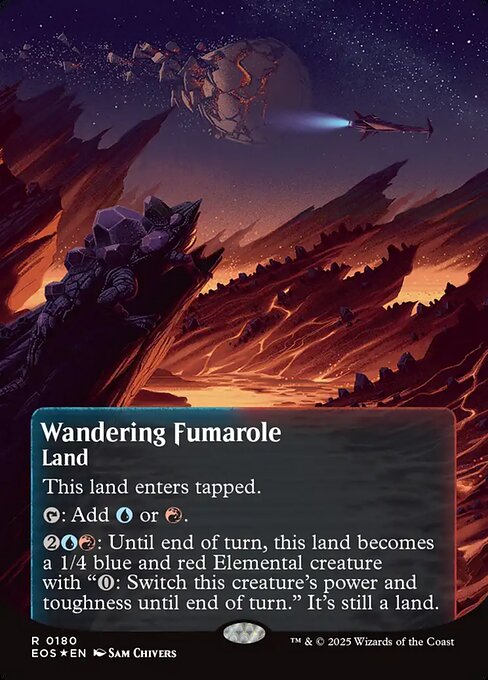 Wandering Fumarole
Land
This land enters tapped.
: Add or .
2: Until end of turn, this land becomes
a 1/4 blue and red Elemental creature
with “0: Switch this creature’s power and
toughness until end of turn.” It’s still a land.
R 0180
EOS★EN Sam Chivers
™ & © 2025 Wizards of the Coast